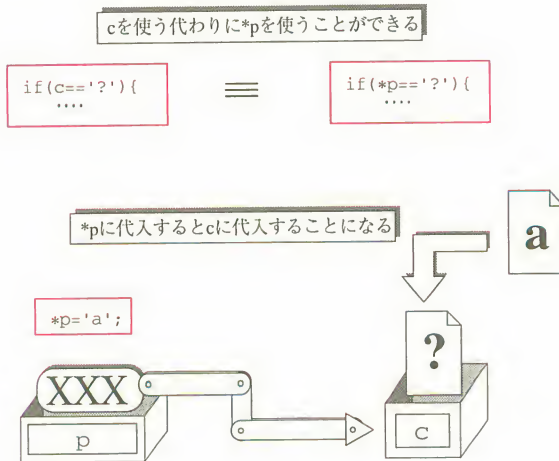 cを使う代わりに*pを使うことができる
if(c=='?'){
....
≡
if(*p=='?'){
....
*pに代入するとcに代入することになる
a
*p='a';
?
XXX
p
c